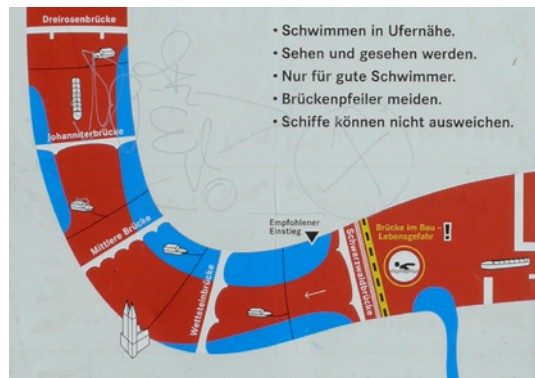 Dreirosenbrücke
• Schwimmen in Ufernähe.
• Sehen und gesehen werden.
• Nur für gute Schwimmer.
• Brückenpfeiler meiden.
• Schiffe können nicht ausweichen.
Johanniterbrücke
Mittlere Brücke
Wettsteinbrücke
Empfohlener
Einstieg
Schwarzwaldbrücke
Brücke im Bau –
Lebensgefahr
!